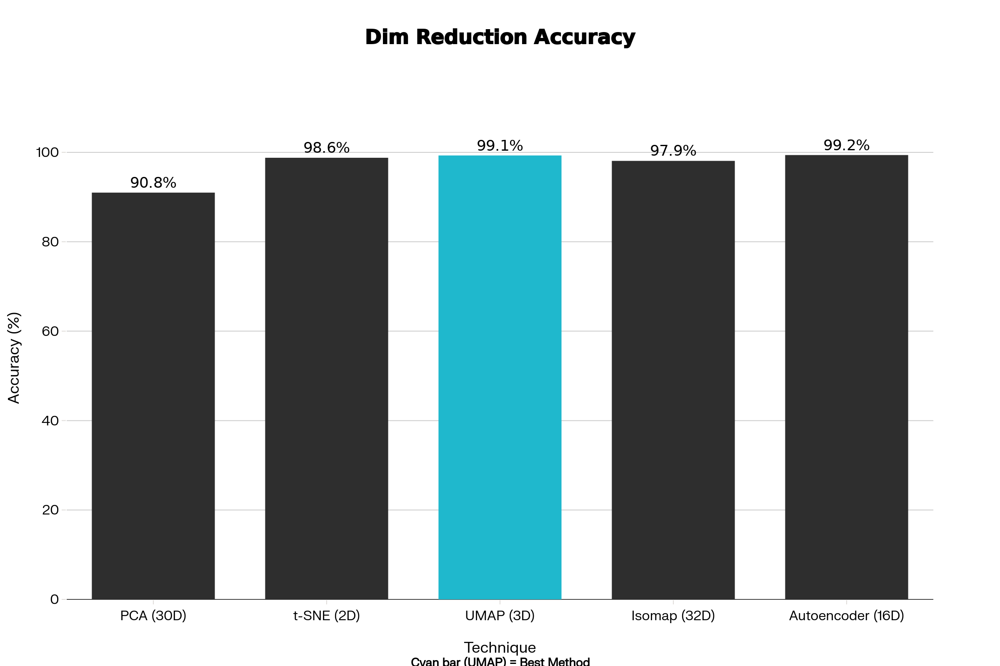 Dim Reduction Accuracy
90.8%
98.6%
99.1%
97.9%
99.2%
Accuracy (%)
100
80
60
40
20
0
PCA (30D)
t-SNE (2D)
UMAP (3D)
Isomap (32D)
Autoencoder (16D)
Technique
Cyan bar (UMAP) = Best Method